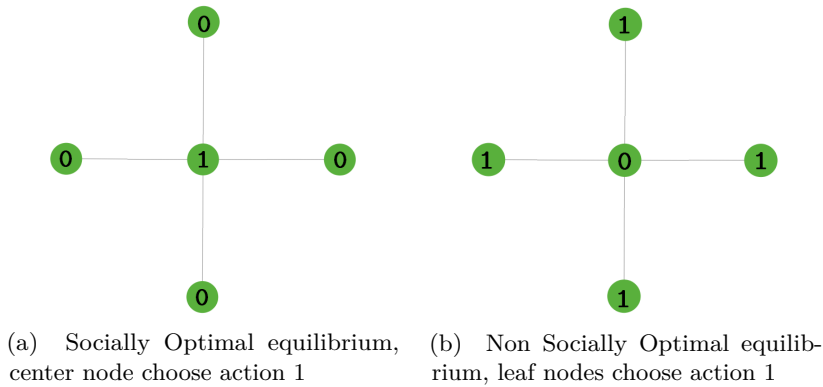 0
0 1 0
0
(a) Socially Optimal equilibrium,
center node choose action 1
1
1 0 1
1
(b) Non Socially Optimal equilib-
rium, leaf nodes choose action 1